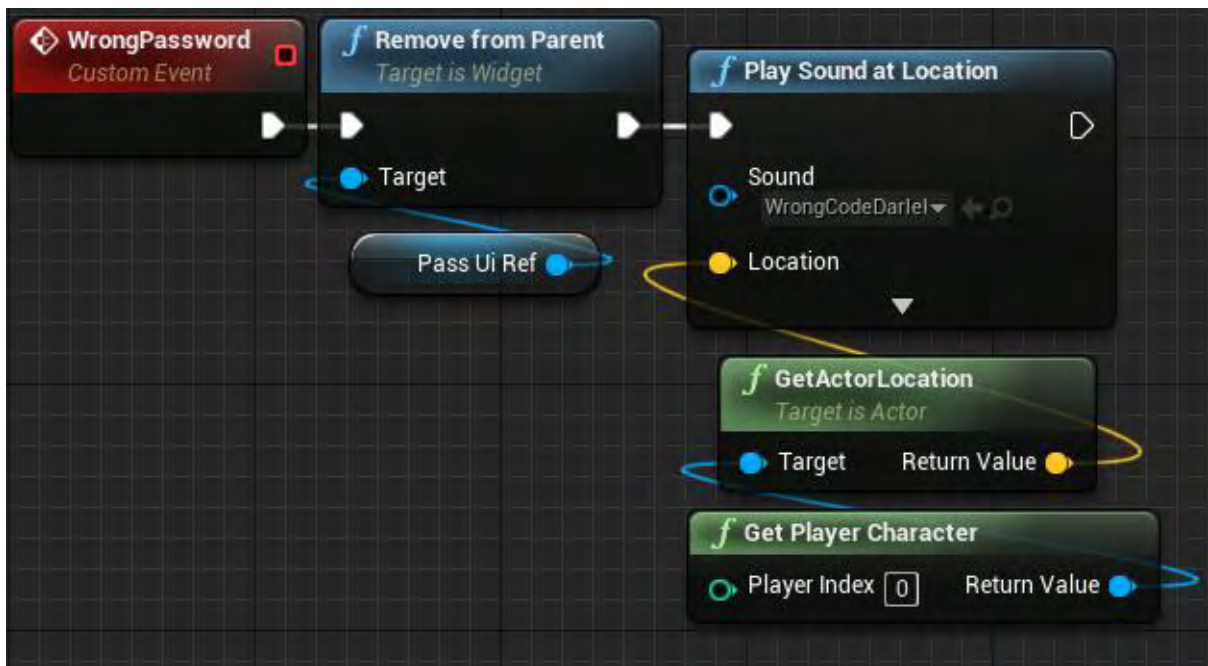 WrongPassword
Custom Event
f Remove from Parent
Target is Widget
Target
Pass Ui Ref
f Play Sound at Location
Sound
WrongCodeDarlel
Location
f GetActorLocation
Target is Actor
Target Return Value
f Get Player Character
Player Index 0 Return Value